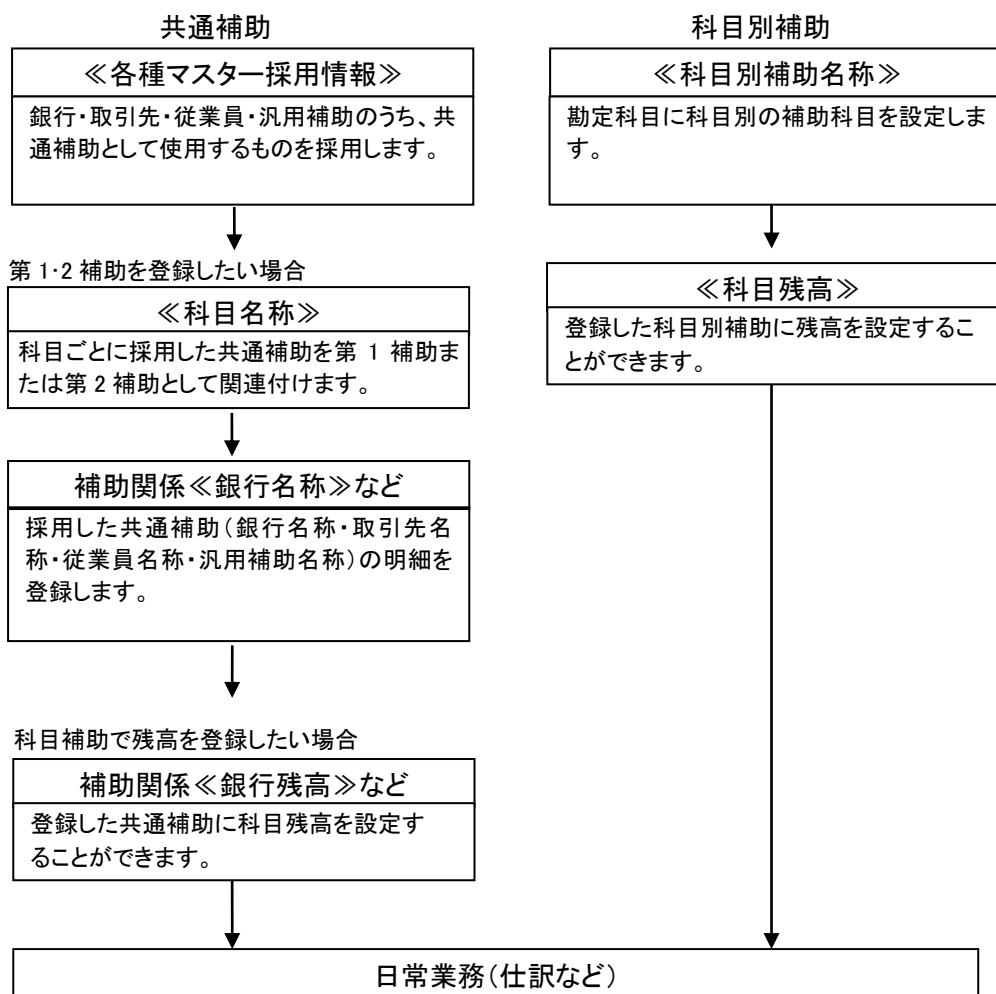 共通補助
≪各種マスター採用情報≫
銀行・取引先・従業員・汎用補助のうち、共
通補助として使用するものを採用します。
第 1・2 補助を登録したい場合
≪科目名称≫
科目ごとに採用した共通補助を第 1 補助ま
たは第 2 補助として関連付けます。
補助関係≪銀行名称≫など
採用した共通補助（銀行名称・取引先名
称・従業員名称・汎用補助名称）の明細を
登録します。
科目補助で残高を登録したい場合
補助関係≪銀行残高≫など
登録した共通補助に科目残高を設定す
ることができます。
科目別補助
≪科目別補助名称≫
勘定科目に科目別の補助科目を設定しま
す。
≪科目残高≫
登録した科目別補助に残高を設定するこ
とができます。
日常業務（仕訳など）